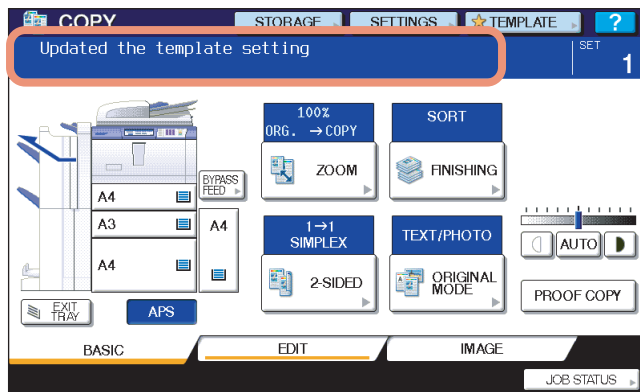 COPY
STORAGE
SETTINGS
TEMPLATE
?
Updated the template setting
SET
1
100%
ORG. →COPY
ZOOM
SORT
FINISHING
BYPASS
FEED
A4
A3
A4
A4
1→1
SIMPLEX
2-SIDED
TEXT/PHOTO
ORIGINAL
MODE
AUTO
PROOF COPY
EXIT
TRAY
APS
BASIC
EDIT
IMAGE
JOB STATUS